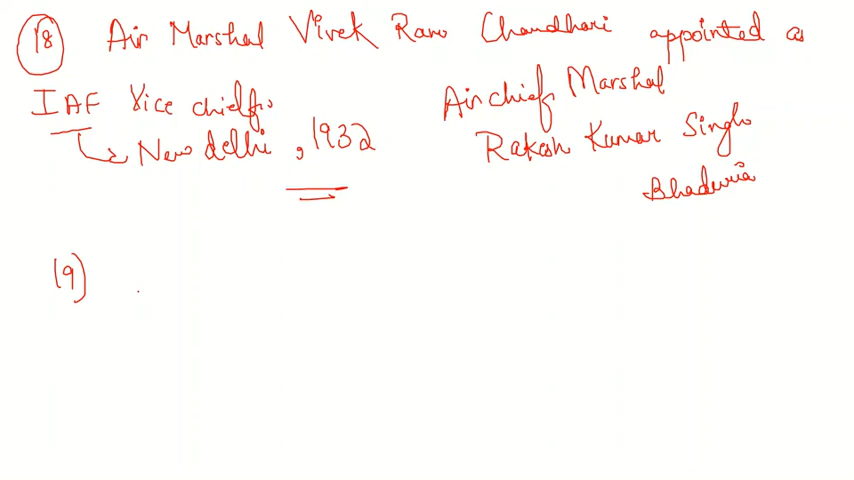 18 Air Marshal Vivek Ram Chaudhari appointed as
IAF Vice chief
Air chief Marshal
New delhi, 1932
Rakesh Kumar Singh
Bhaduria
19)